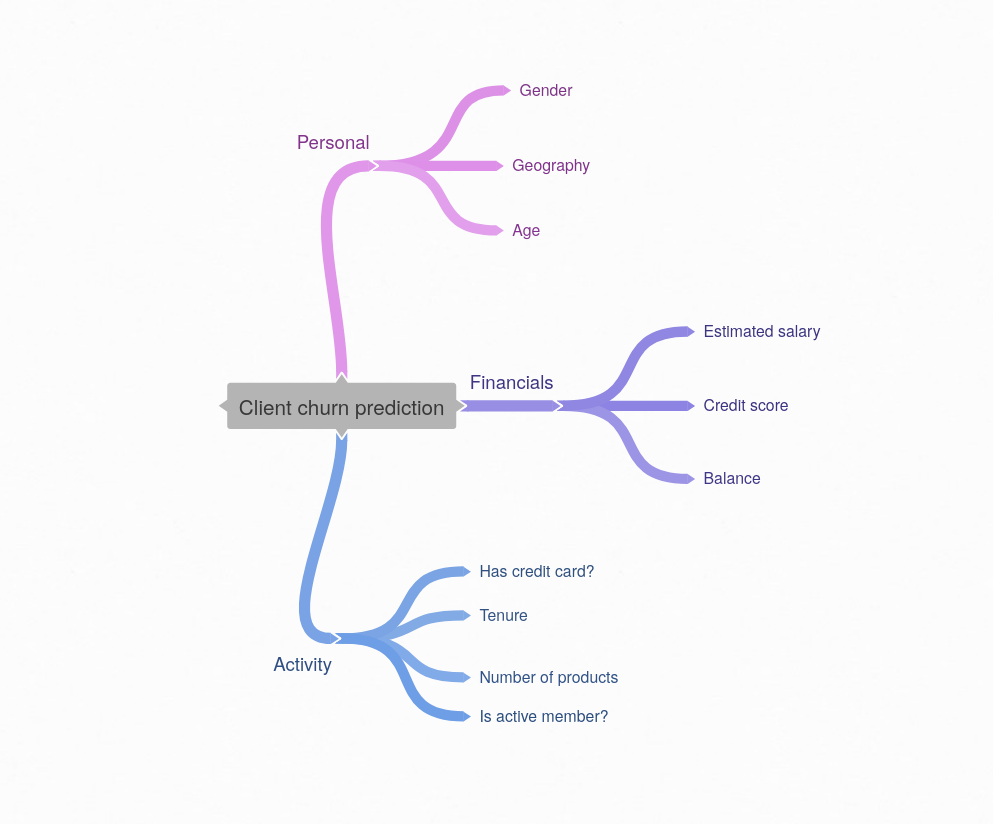 Gender
Personal
Geography
Age
Estimated salary
Financials
Client churn prediction
Credit score
Balance
Has credit card?
Tenure
Activity
Number of products
Is active member?